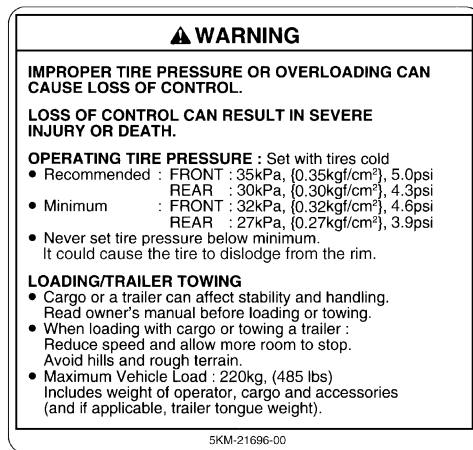 ⚠ WARNING
IMPROPER TIRE PRESSURE OR OVERLOADING CAN
CAUSE LOSS OF CONTROL.
LOSS OF CONTROL CAN RESULT IN SEVERE
INJURY OR DEATH.
OPERATING TIRE PRESSURE : Set with tires cold
● Recommended : FRONT : 35kPa, {0.35kgf/cm²}, 5.0psi
REAR : 30kPa, {0.30kgf/cm²}, 4.3psi
● Minimum : FRONT : 32kPa, {0.32kgf/cm²}, 4.6psi
REAR : 27kPa, {0.27kgf/cm²}, 3.9psi
● Never set tire pressure below minimum.
It could cause the tire to dislodge from the rim.
LOADING/TRAILER TOWING
● Cargo or a trailer can affect stability and handling.
Read owner's manual before loading or towing.
● When loading with cargo or towing a trailer :
Reduce speed and allow more room to stop.
Avoid hills and rough terrain.
● Maximum Vehicle Load : 220kg, (485 lbs)
Includes weight of operator, cargo and accessories
(and if applicable, trailer tongue weight).
5KM-21696-00